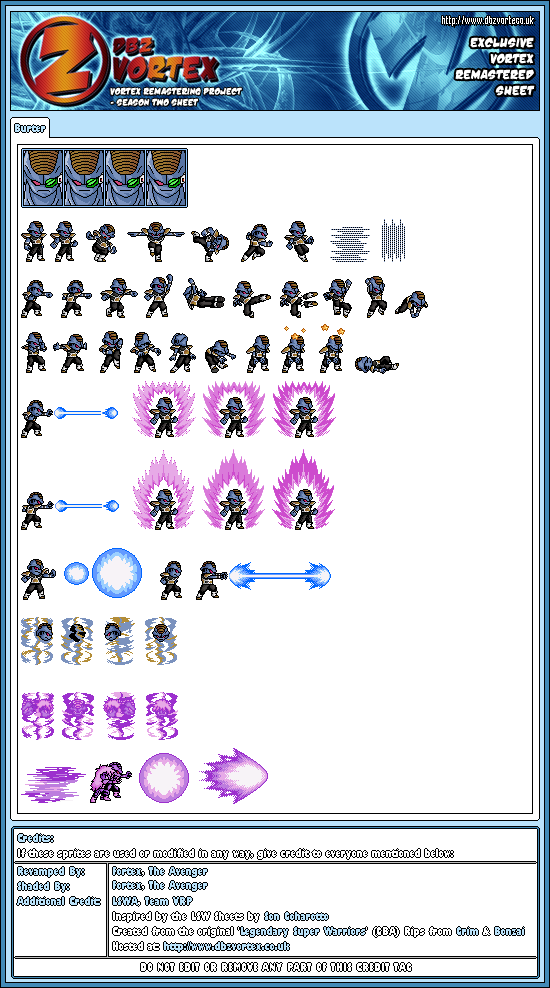 http://www.dbzvortex.co.uk
DBZ
VORTEX
VORTEX REMASTERING PROJECT
- SEASON TWO SHEET
EXCLUSIVE
VORTEX
REMASTERED
SHEET
Burter
Credits:
If these sprites are used or modified in any way, give credit to everyone mentioned below:
Revamped By: Vortex, The Avenger
Shaded By: Vortex, The Avenger
Additional Credit: LSWA, Team VRP
Inspired by the LSW Sheets by Sen Goharotto
Created from the original 'Legendary Super Warriors' (GBA) Rips from Grim & Bonzai
Hosted at: http://www.dbzvortex.co.uk
DO NOT EDIT OR REMOVE ANY PART OF THIS CREDIT TAG